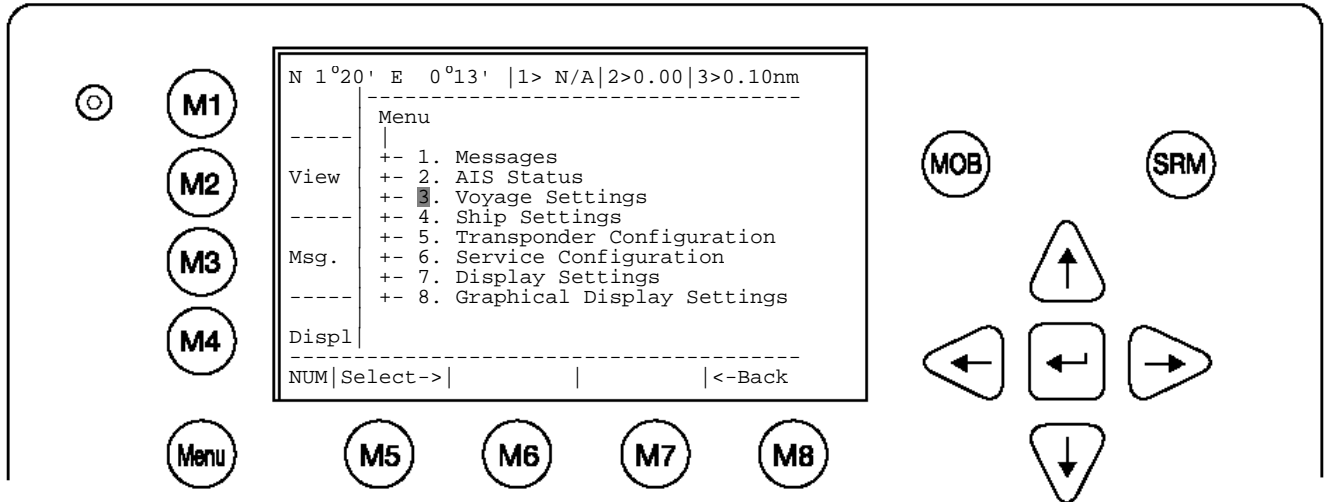 N 1°20' E 0°13' |1> N/A|2>0.00|3>0.10nm
M1
Menu
MOB
SRM
1. Messages
M2
View
2. AIS Status
3. Voyage Settings
4. Ship Settings
5. Transponder Configuration
M3
Msg.
6. Service Configuration
7. Display Settings
8. Graphical Display Settings
M4
Displ
NUM|Select->| | |<-Back
Menu
M5
M6
M7
M8